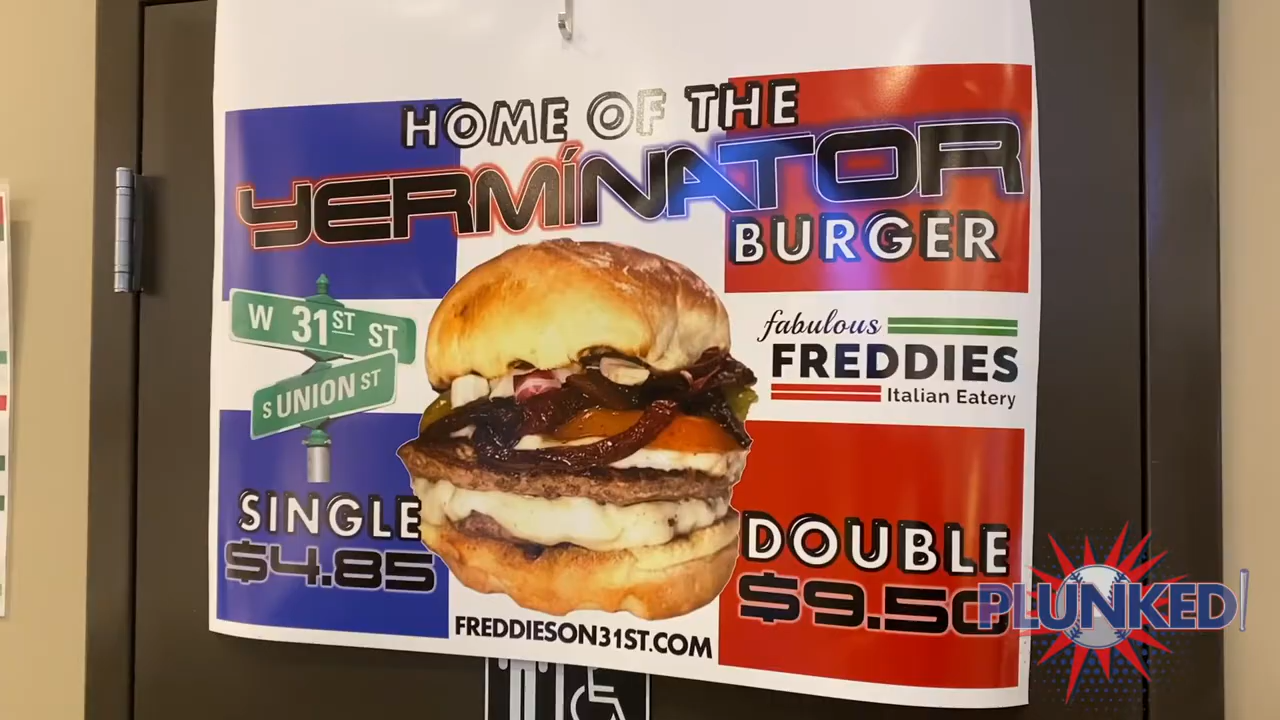 HOME OF THE
YERMÍNATOR
BURGER
W 31ST ST
S UNION ST
fabulous
FREDDIES
Italian Eatery
SINGLE
$4.85
DOUBLE
$9.50
FREDDIESON31ST.COM
PLUNKED